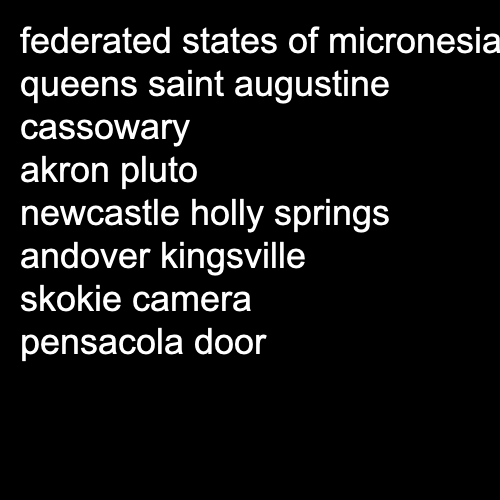 federated states of micronesia
queens saint augustine
cassowary
akron pluto
newcastle holly springs
andover kingsville
skokie camera
pensacola door